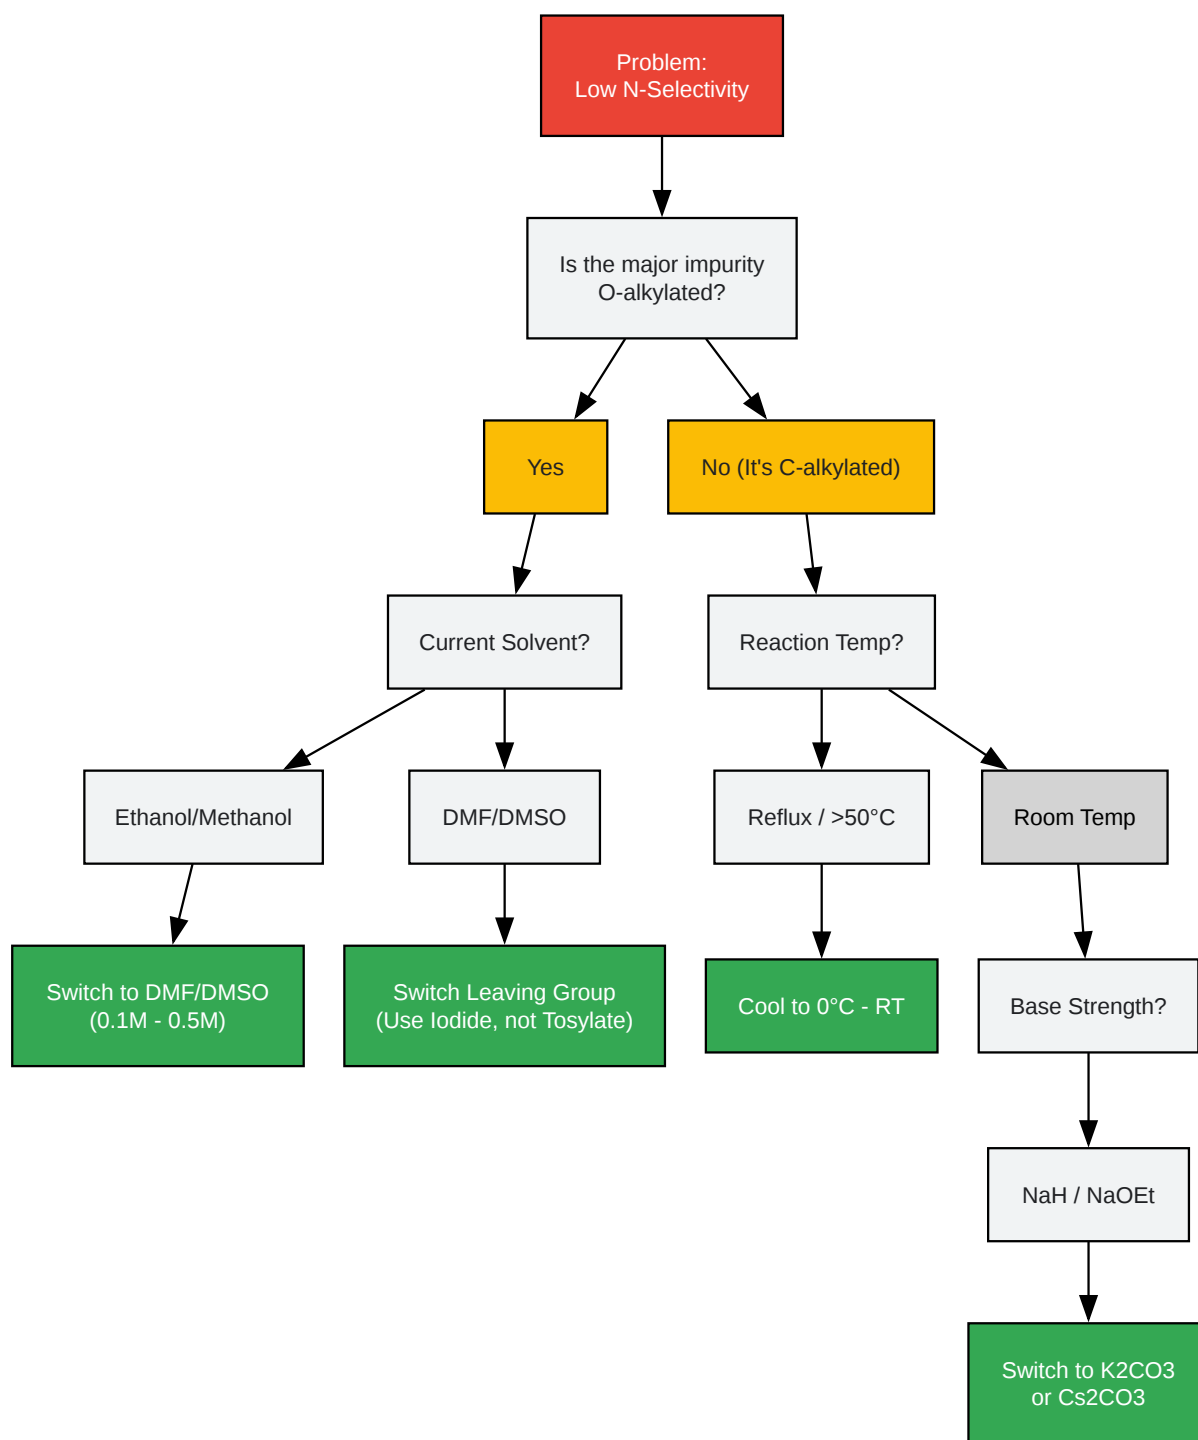 Problem:
Low N-Selectivity
Is the major impurity
O-alkylated?
Yes
No (It's C-alkylated)
Current Solvent?
Reaction Temp?
Ethanol/Methanol
DMF/DMSO
Reflux / >50°C
Room Temp
Switch to DMF/DMSO
(0.1M - 0.5M)
Switch Leaving Group
(Use Iodide, not Tosylate)
Cool to 0°C - RT
Base Strength?
NaH / NaOEt
Switch to K2CO3
or Cs2CO3